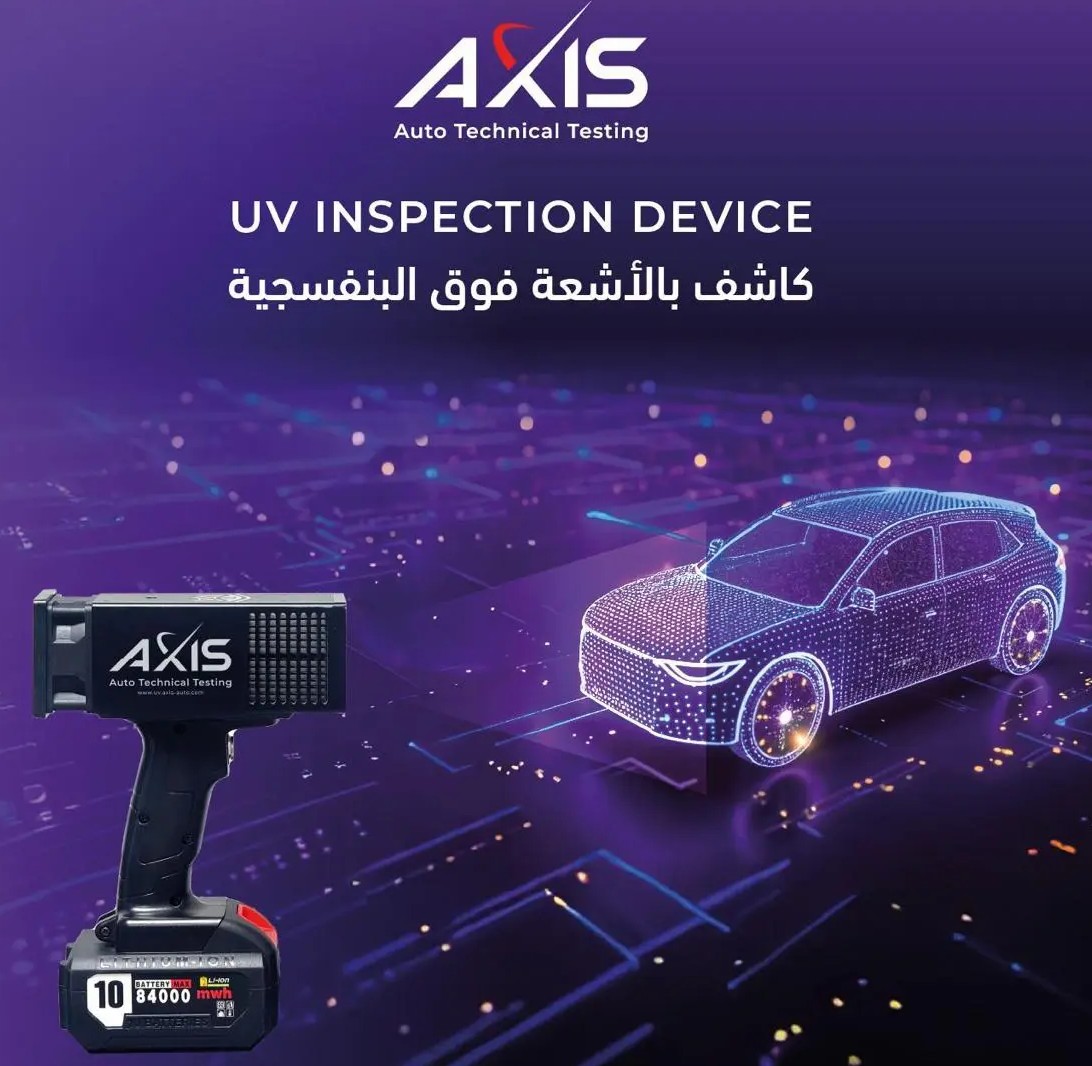 AXIS
Auto Technical Testing
UV INSPECTION DEVICE
كاشف بالأشعة فوق البنفسجية
AXIS
Auto Technical Testing
www.uv.axis-auto.com
LITHIUM-ION
10 BATTERY MAX Li-ion
84000 mwh